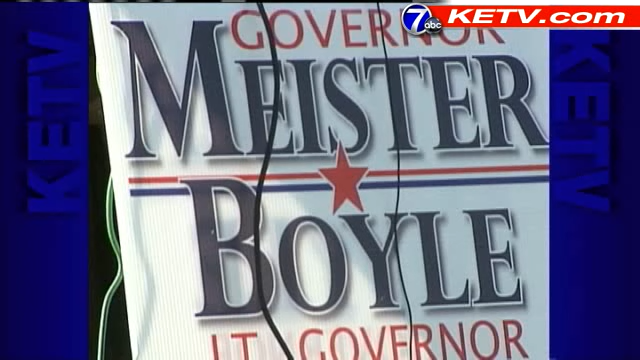 7 abc KETV.com
GOVERNOR
MEISTER
BOYLE
LT. GOVERNOR
KETV
KETV